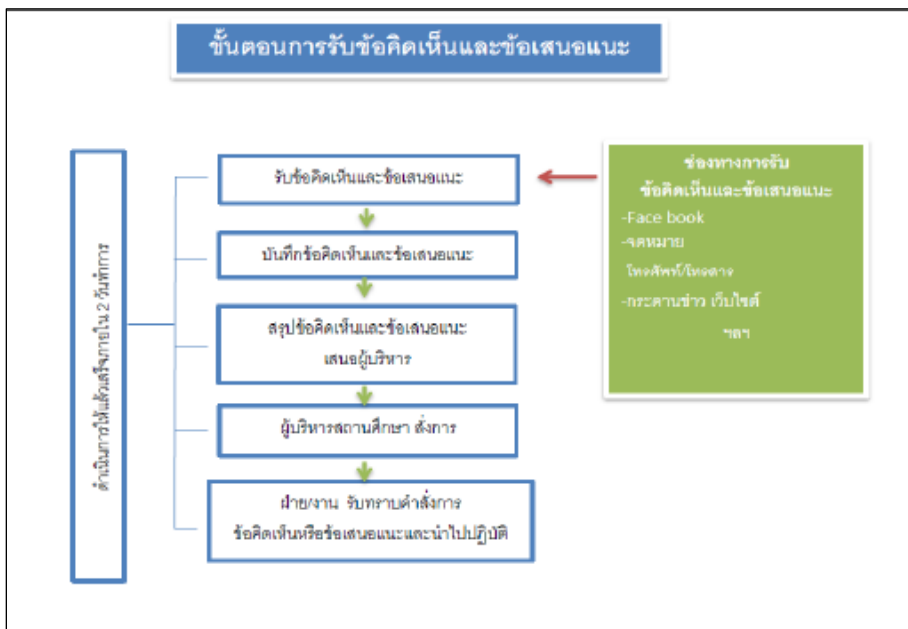 ขั้นตอนการรับข้อคิดเห็นและข้อเสนอแนะ
ดำเนินการให้แล้วเสร็จภายใน 2 วันทำการ
รับข้อคิดเห็นและข้อเสนอแนะ
บันทึกข้อคิดเห็นและข้อเสนอแนะ
สรุปข้อคิดเห็นและข้อเสนอแนะ
เสนอผู้บริหาร
ผู้บริหารสถานศึกษา สั่งการ
ฝ่าย/งาน รับทราบคำสั่งการ
ข้อคิดเห็นหรือข้อเสนอแนะและนำไปปฏิบัติ
ช่องทางการรับ
ข้อคิดเห็นและข้อเสนอแนะ
-Face book
-จดหมาย
โทรศัพท์/โทรสาร
-กระดานข่าว เว็บไซต์
ฯลฯ